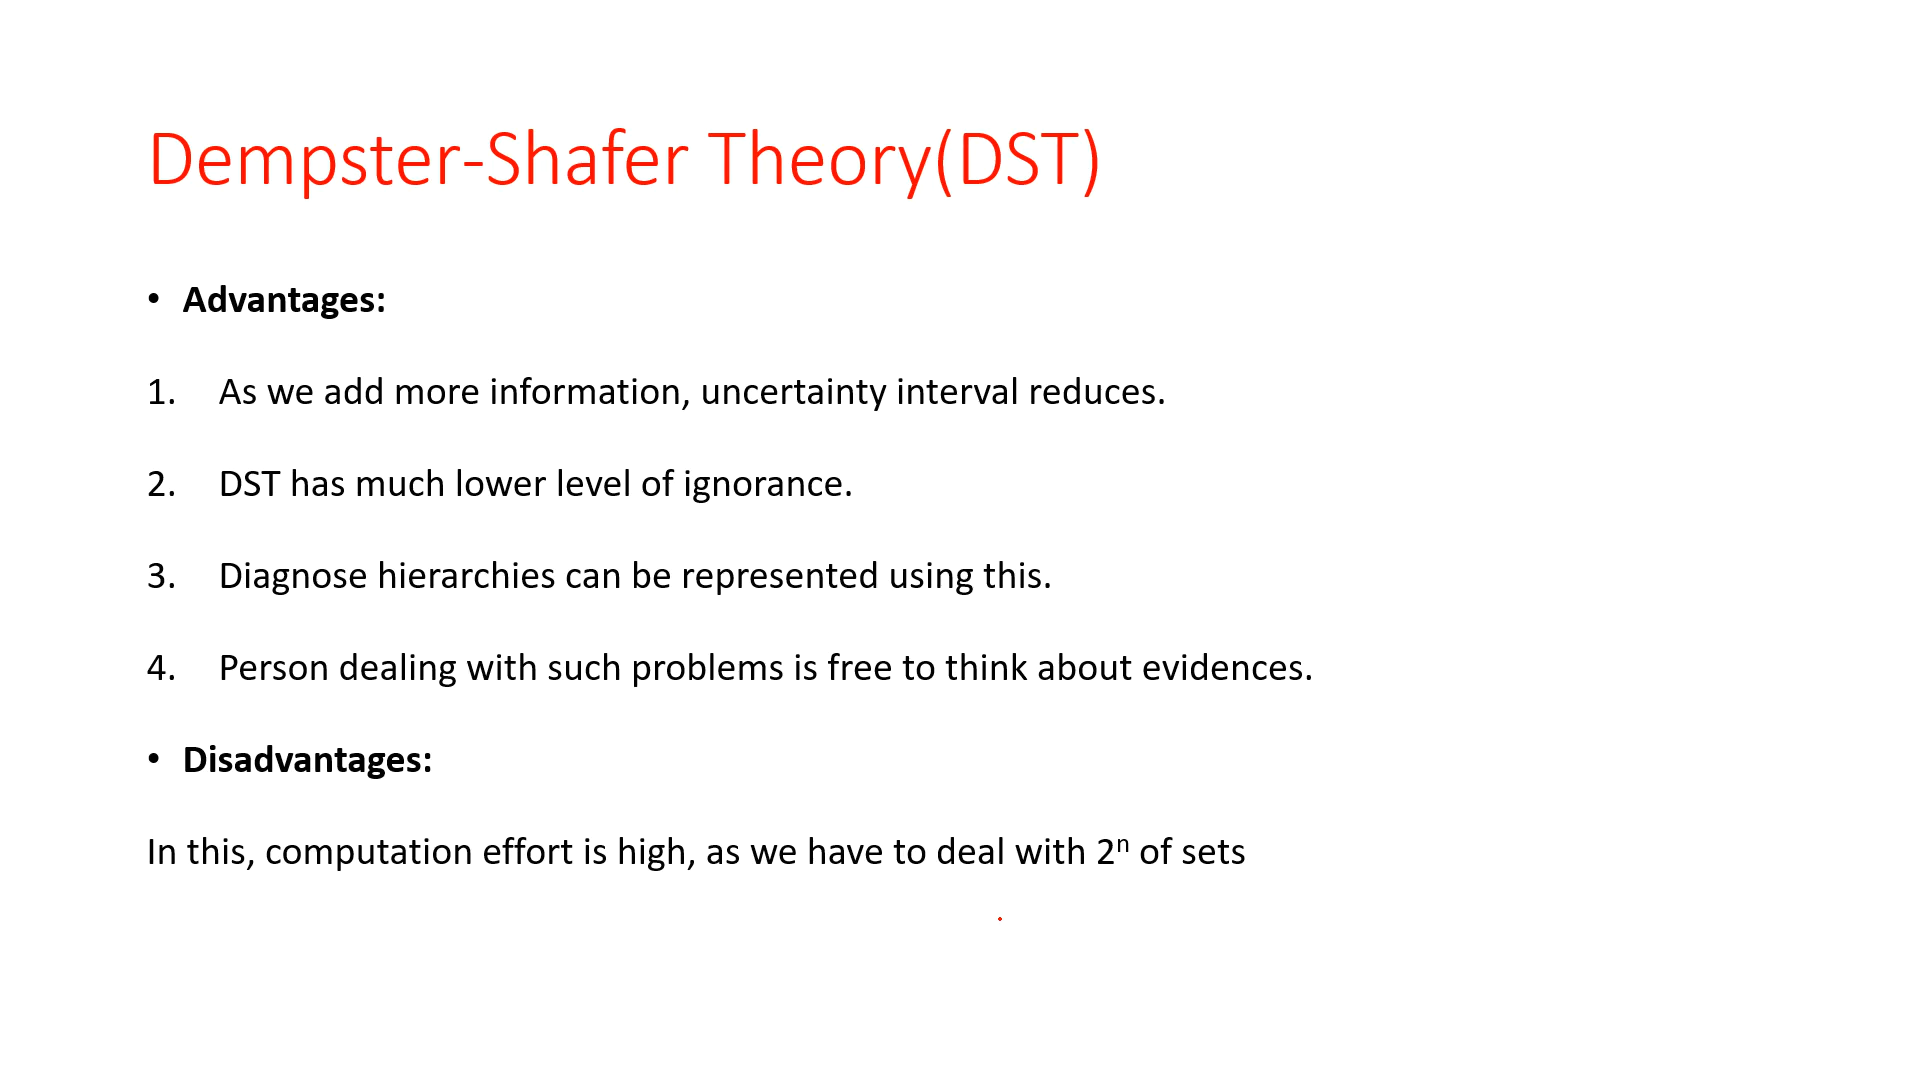 Dempster-Shafer Theory(DST)
• Advantages:
1. As we add more information, uncertainty interval reduces.
2. DST has much lower level of ignorance.
3. Diagnose hierarchies can be represented using this.
4. Person dealing with such problems is free to think about evidences.
• Disadvantages:
In this, computation effort is high, as we have to deal with 2ⁿ of sets